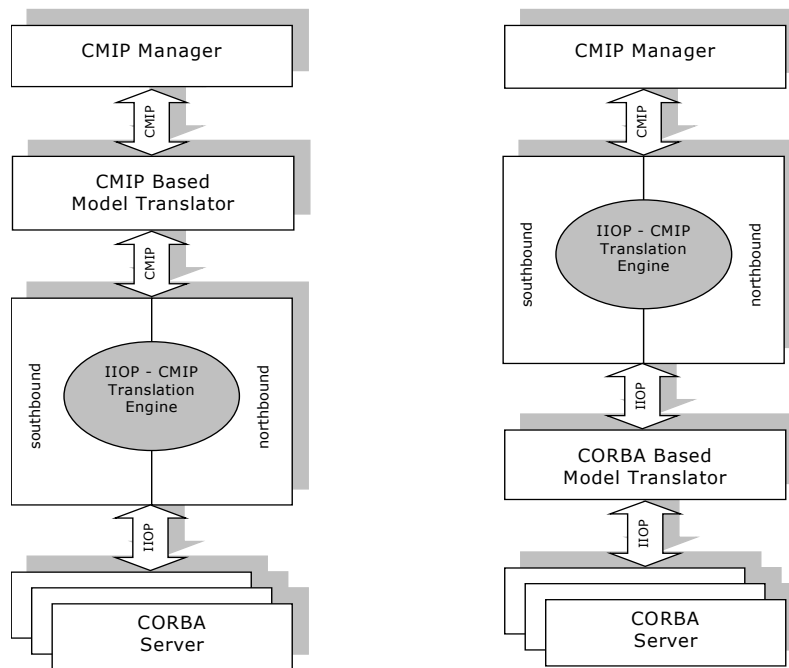 CMIP Manager
CMIP
CMIP Based
Model Translator
CMIP
southbound
IIOP - CMIP
Translation
Engine
northbound
IIOP
CORBA
Server
CMIP Manager
CMIP
southbound
IIOP - CMIP
Translation
Engine
northbound
IIOP
CORBA Based
Model Translator
IIOP
CORBA
Server